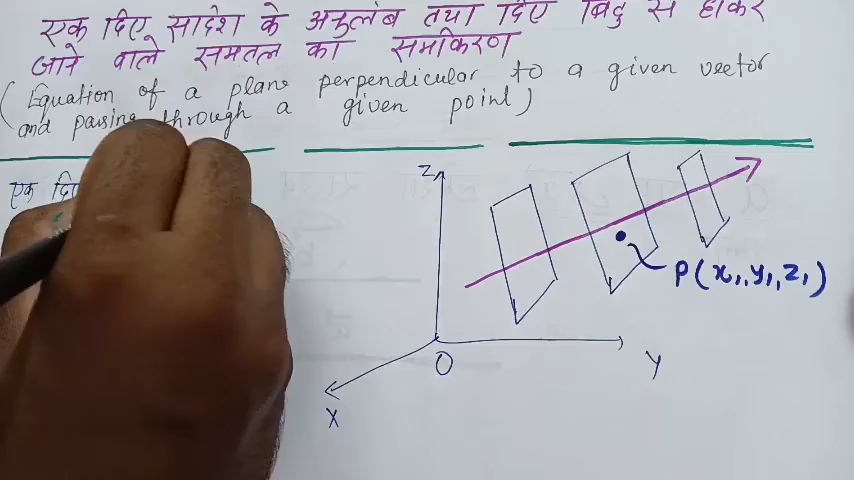 एक दिए सादिश के अनुलंब तथा दिए बिंदु से होकर
जाने वाले समतल का समीकरण
(Equation of a plane perpendicular to a given vector
and passing through a given point)
एक दिए
Z
P(x₁,y₁,z₁)
O
Y
X